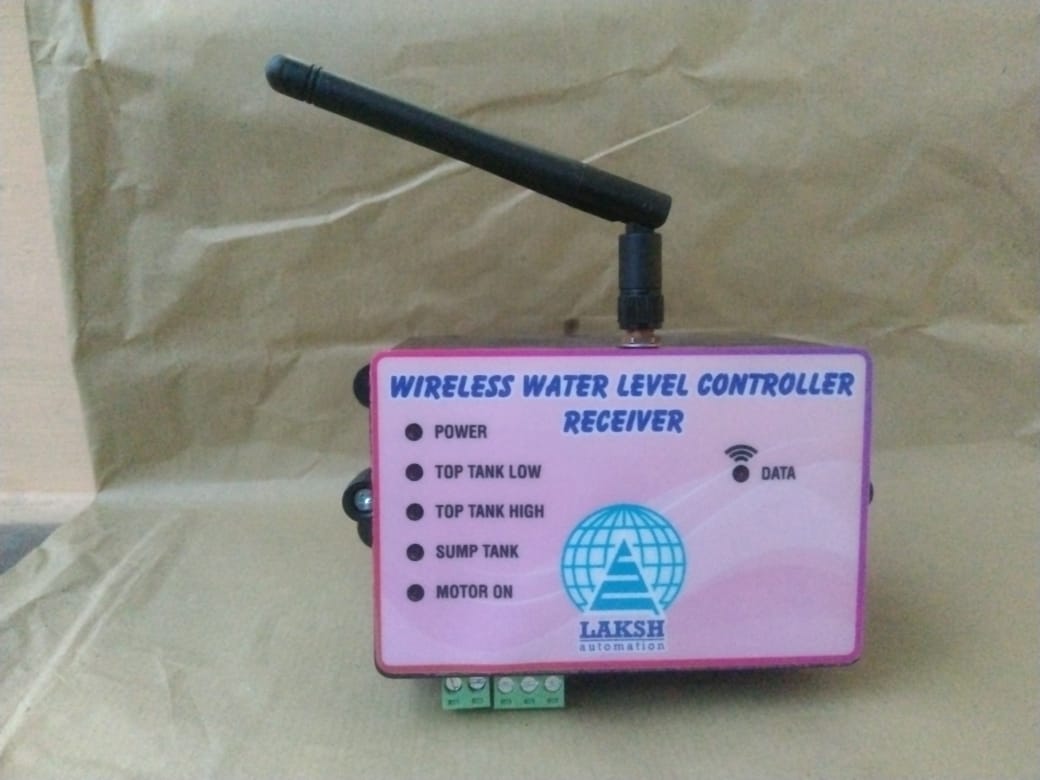 WIRELESS WATER LEVEL CONTROLLER
RECEIVER
POWER
TOP TANK LOW
TOP TANK HIGH
SUMP TANK
MOTOR ON
DATA
LAKSH
automation